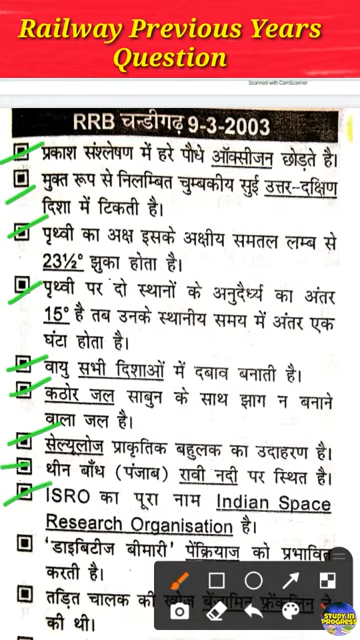 Railway Previous Years
Question
Scanned with CamScanner
RRB चन्डीगढ़ 9-3-2003
प्रकाश संश्लेषण में हरे पौधे ऑक्सीजन छोड़ते है।
मुक्त रूप से निलम्बित चुम्बकीय सुई उत्तर-दक्षिण
दिशा में टिकती है।
पृथ्वी का अक्ष इसके अक्षीय समतल लम्ब से
23½° झुका होता है।
पृथ्वी पर दो स्थानों के अनुदैर्ध्य का अंतर
15° है तब उनके स्थानीय समय में अंतर एक
घंटा होता है।
वायु सभी दिशाओं में दबाव बनाती है।
कठोर जल साबुन के साथ झाग न बनाने
वाला जल है।
सेल्यूलोज प्राकृतिक बहुलक का उदाहरण है।
थीन बाँध (पंजाब) रावी नदी पर स्थित है।
ISRO का पूरा नाम Indian Space
Research Organisation है।
'डाइबिटीज बीमारी' पेंक्रियाज को प्रभावित
करती है।
तड़ित चालक की खोज बेंजामिन फ्रेंकलिन ने
की थी।
STUDY IN
PROGRESS